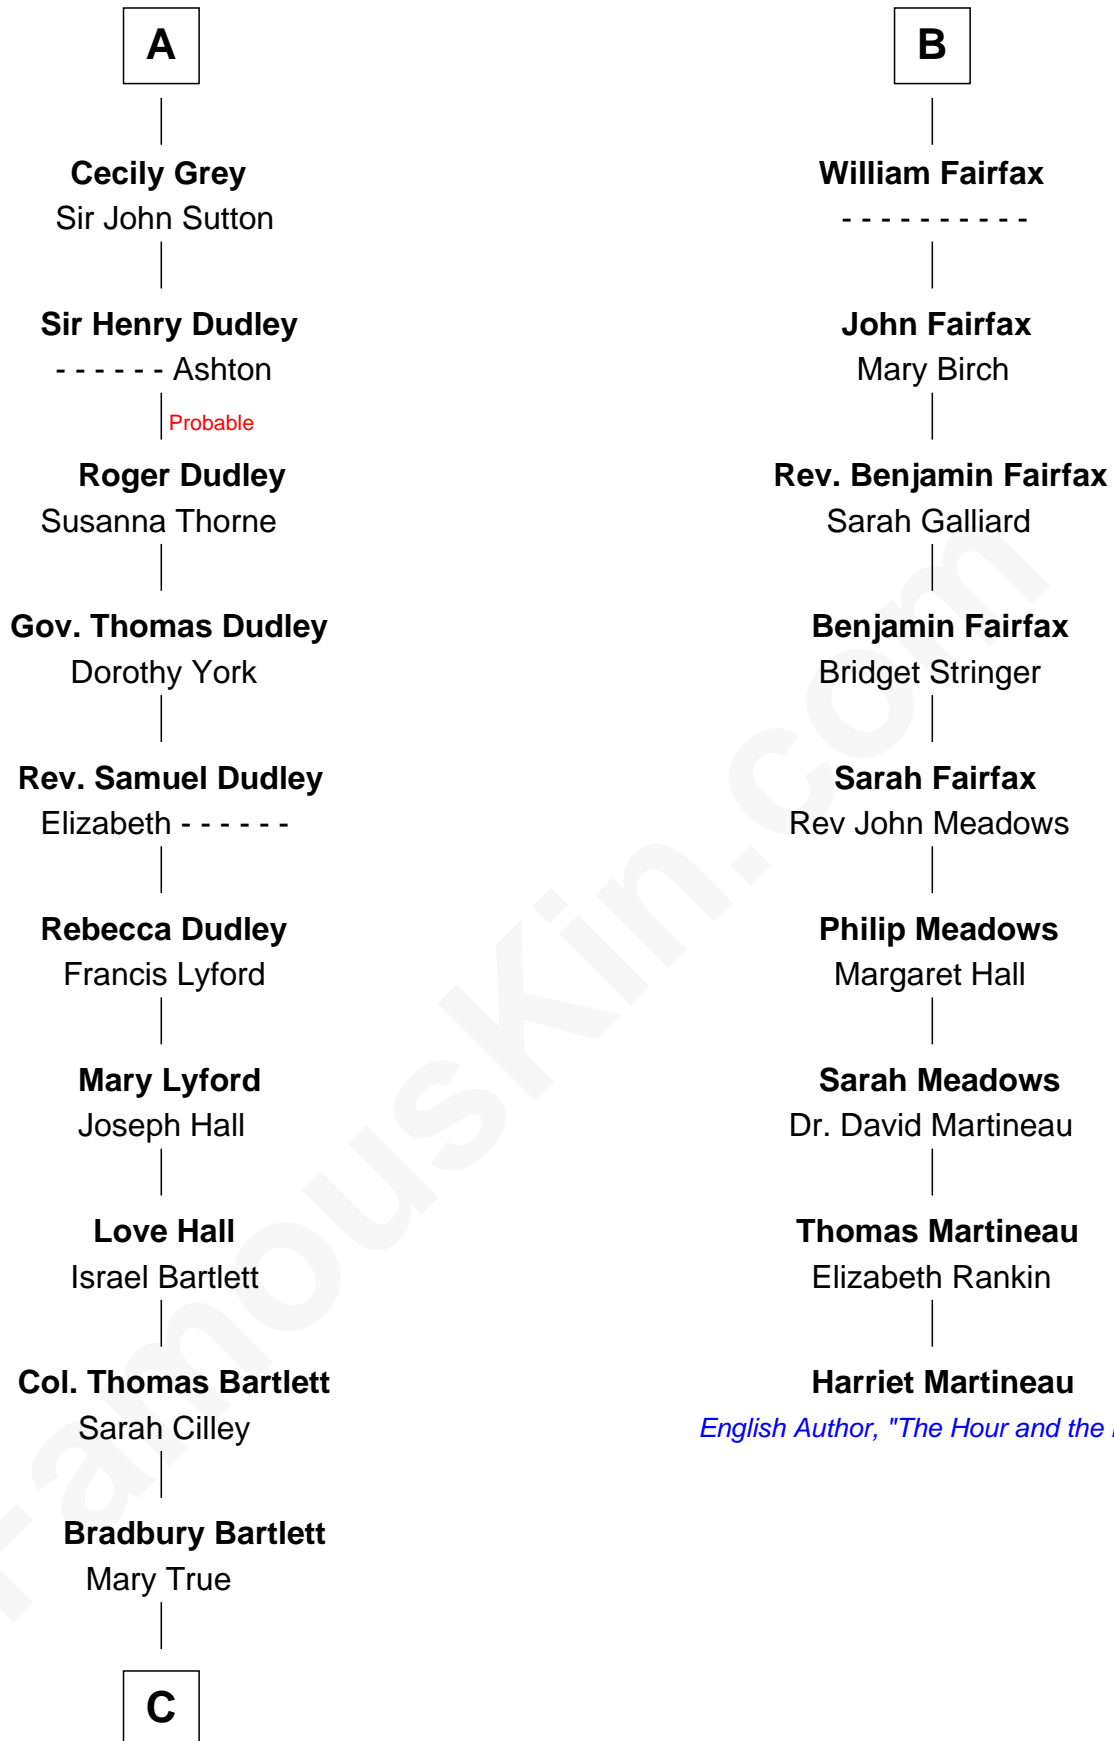 A
Cecily Grey
Sir John Sutton
Sir Henry Dudley
- - - - - - Ashton
Probable
Roger Dudley
Susanna Thorne
Gov. Thomas Dudley
Dorothy York
Rev. Samuel Dudley
Elizabeth - - - - - -
Rebecca Dudley
Francis Lyford
Mary Lyford
Joseph Hall
Love Hall
Israel Bartlett
Col. Thomas Bartlett
Sarah Cilley
Bradbury Bartlett
Mary True
C
B
William Fairfax
- - - - - - - - - -
John Fairfax
Mary Birch
Rev. Benjamin Fairfax
Sarah Galliard
Benjamin Fairfax
Bridget Stringer
Sarah Fairfax
Rev John Meadows
Philip Meadows
Margaret Hall
Sarah Meadows
Dr. David Martineau
Thomas Martineau
Elizabeth Rankin
Harriet Martineau
English Author, "The Hour and the
FamousKin.com